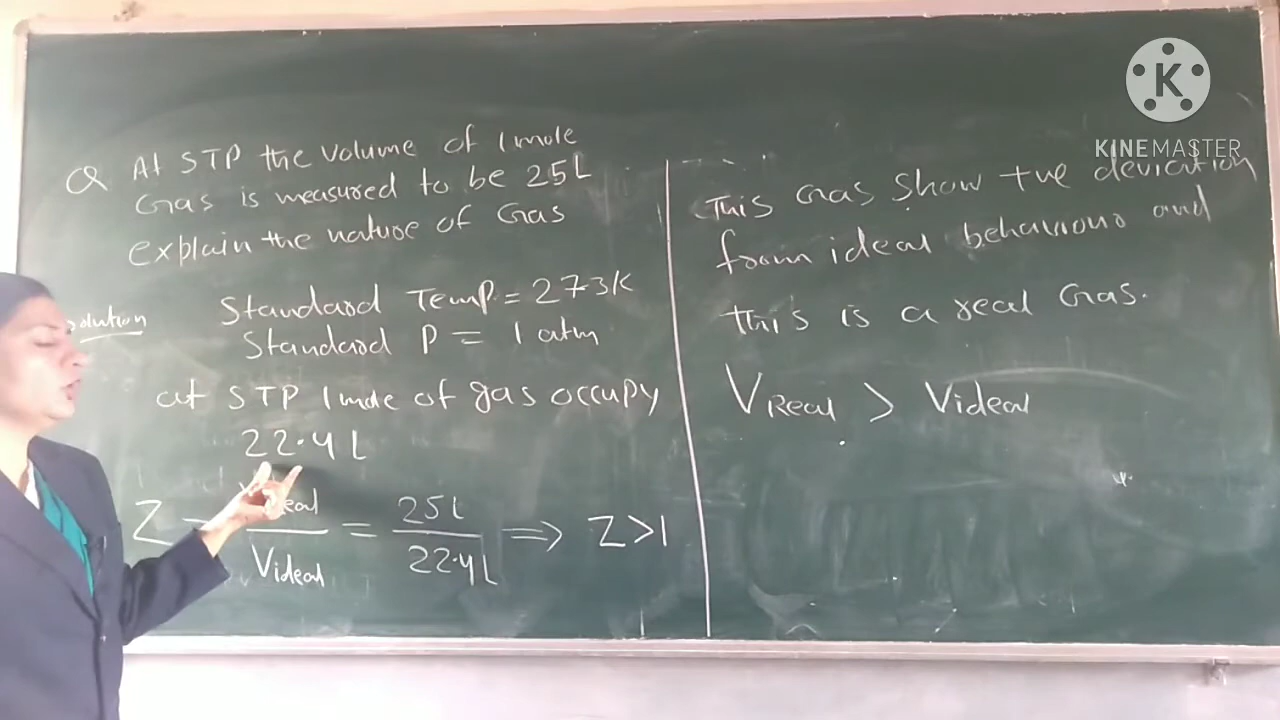 Q At STP the volume of 1 mole
Gas is measured to be 25L
explain the nature of Gas
Solution
Standard Temp = 273K
Standard P = 1 atm
at STP 1 mole of gas occupy
22.4 L
Z = Vreal / Videal = 25L / 22.4L ⇒ Z>1
This Gas show +ve deviation
from ideal behaviour and
this is a real Gas.
VReal > Videal
K
KINEMASTER